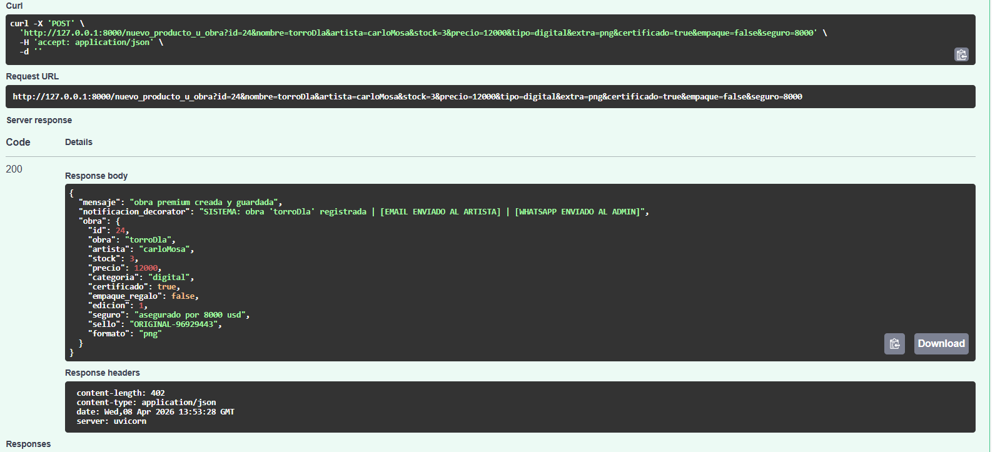 Curl
curl -X 'POST' \
  'http://127.0.0.1:8000/nuevo_producto_u_obra?id=24&nombre=torroDla&artista=carloMosa&stock=3&precio=12000&tipo=digital&extra=png&certificado=true&empaque=false&seguro=8000' \
  -H 'accept: application/json' \
  -d ''
Request URL
http://127.0.0.1:8000/nuevo_producto_u_obra?id=24&nombre=torroDla&artista=carloMosa&stock=3&precio=12000&tipo=digital&extra=png&certificado=true&empaque=false&seguro=8000
Server response
Code Details
200
Response body
{
  "mensaje": "obra premium creada y guardada",
  "notificacion_decorator": "SISTEMA: obra 'torroDla' registrada | [EMAIL ENVIADO AL ARTISTA] | [WHATSAPP ENVIADO AL ADMIN]",
  "obra": {
    "id": 24,
    "obra": "torroDla",
    "artista": "carloMosa",
    "stock": 3,
    "precio": 12000,
    "categoria": "digital",
    "certificado": true,
    "empaque_regalo": false,
    "edicion": 1,
    "seguro": "asegurado por 8000 usd",
    "sello": "ORIGINAL-96929443",
    "formato": "png"
  }
}
Download
Response headers
content-length: 402
content-type: application/json
date: Wed,08 Apr 2026 13:53:28 GMT
server: uvicorn
Responses